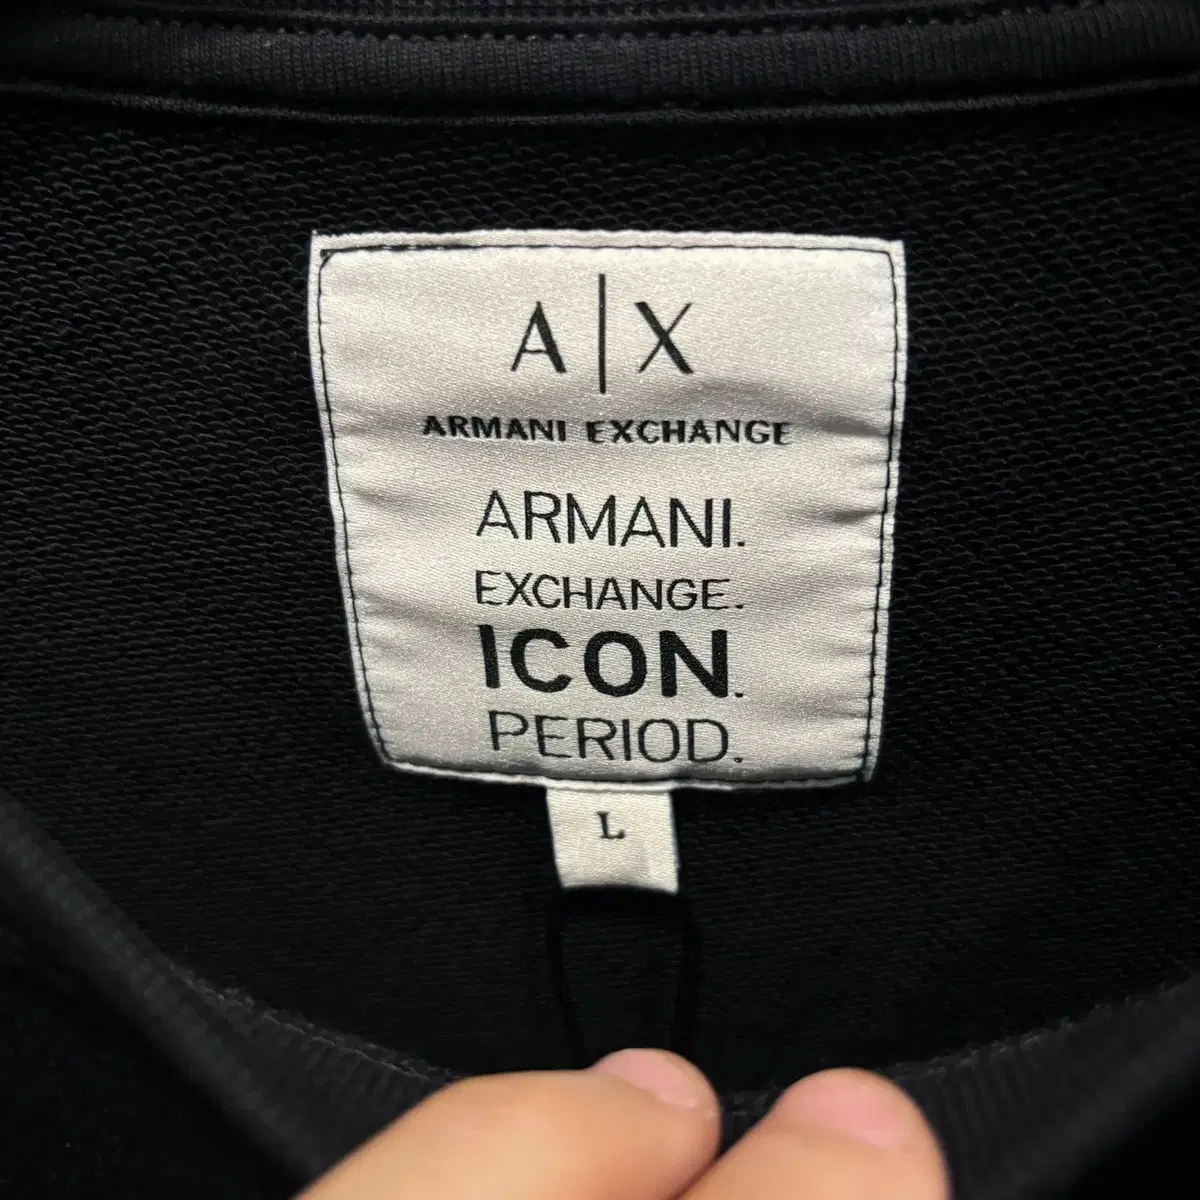 A|X
ARMANI EXCHANGE
ARMANI.
EXCHANGE.
ICON.
PERIOD.
L